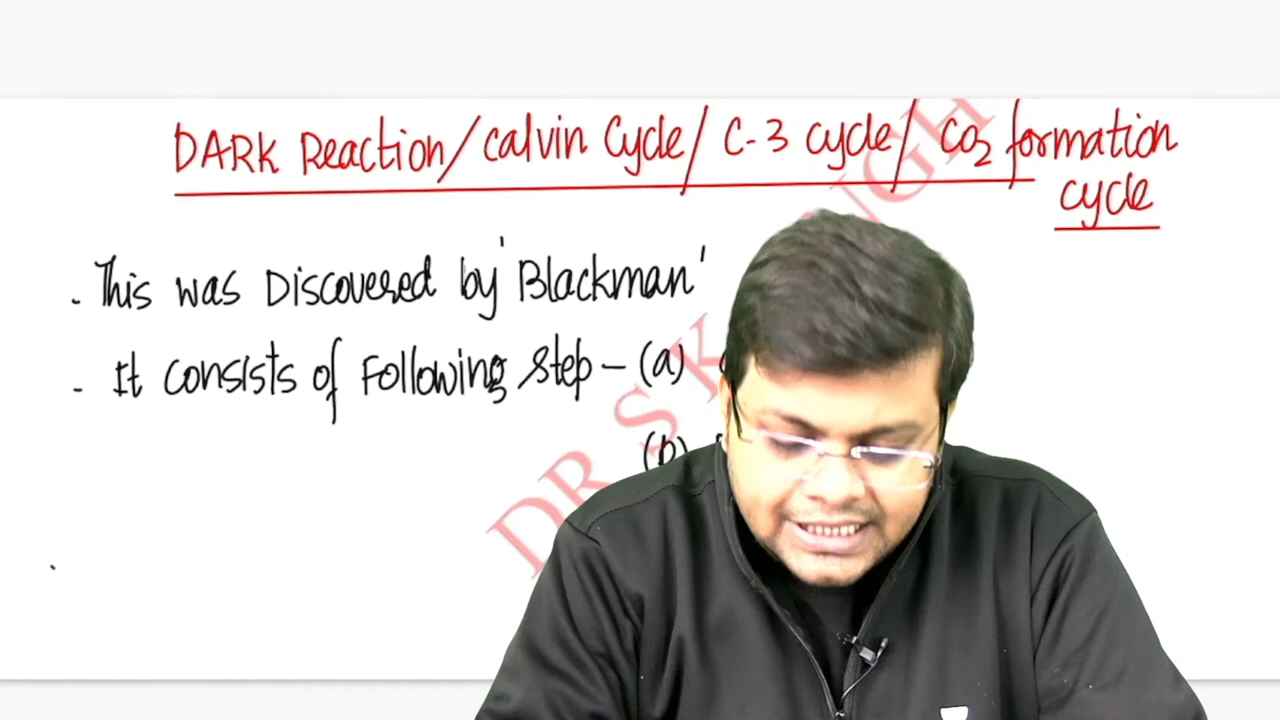 DARK Reaction/Calvin Cycle/ C-3 cycle/ CO2 formation
cycle
. This was Discovered by 'Blackman'
- It consists of Following step - (a)
(b)
DR S K